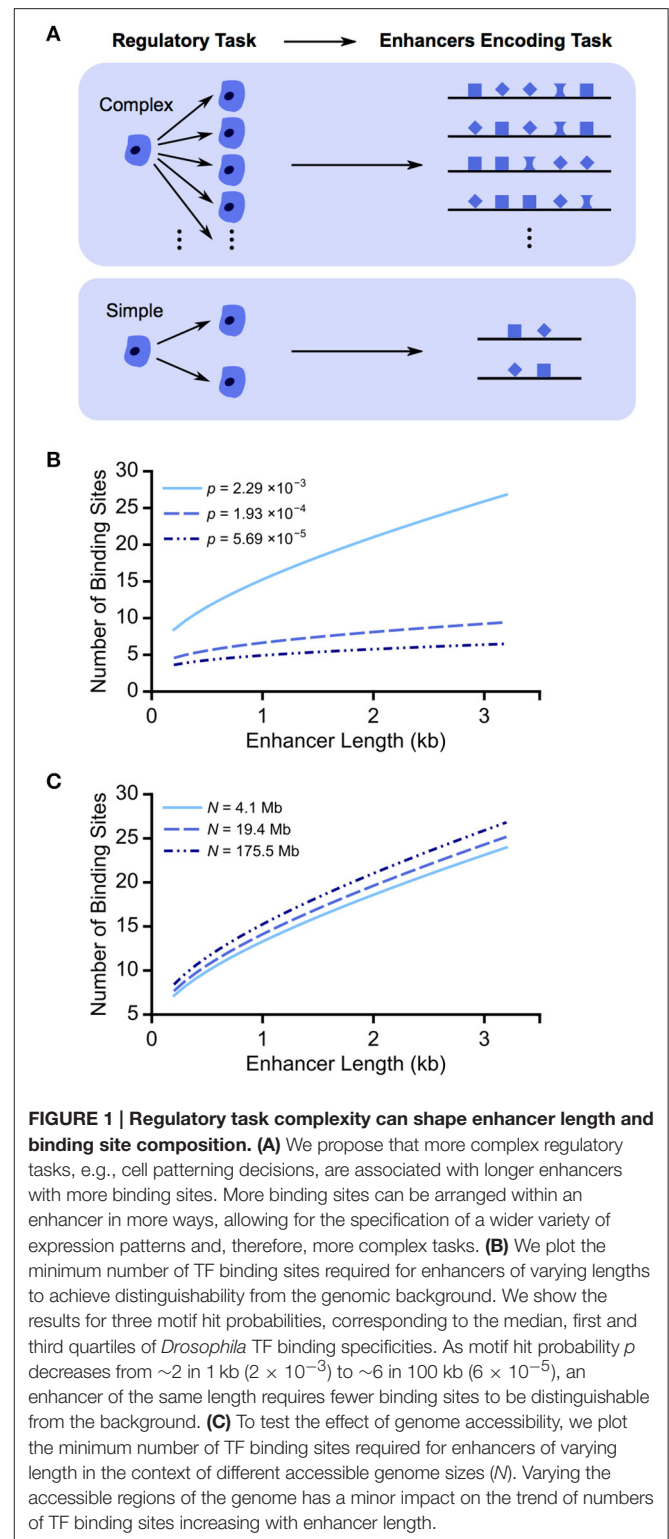 A
Regulatory Task
Enhancers Encoding Task
Complex
Simple
B
30
25
20
15
10
5
0
Number of Binding Sites
p = 2.29 ×10⁻³
p = 1.93 ×10⁻⁴
p = 5.69 ×10⁻⁵
0 1 2 3
Enhancer Length (kb)
C
30
25
20
15
10
5
Number of Binding Sites
N = 4.1 Mb
N = 19.4 Mb
N = 175.5 Mb
0 1 2 3
Enhancer Length (kb)
FIGURE 1 | Regulatory task complexity can shape enhancer length and
binding site composition. (A) We propose that more complex regulatory
tasks, e.g., cell patterning decisions, are associated with longer enhancers
with more binding sites. More binding sites can be arranged within an
enhancer in more ways, allowing for the specification of a wider variety of
expression patterns and, therefore, more complex tasks. (B) We plot the
minimum number of TF binding sites required for enhancers of varying lengths
to achieve distinguishability from the genomic background. We show the
results for three motif hit probabilities, corresponding to the median, first and
third quartiles of Drosophila TF binding specificities. As motif hit probability p
decreases from ∼2 in 1 kb (2 × 10⁻³) to ∼6 in 100 kb (6 × 10⁻⁵), an
enhancer of the same length requires fewer binding sites to be distinguishable
from the background. (C) To test the effect of genome accessibility, we plot
the minimum number of TF binding sites required for enhancers of varying
length in the context of different accessible genome sizes (N). Varying the
accessible regions of the genome has a minor impact on the trend of numbers
of TF binding sites increasing with enhancer length.